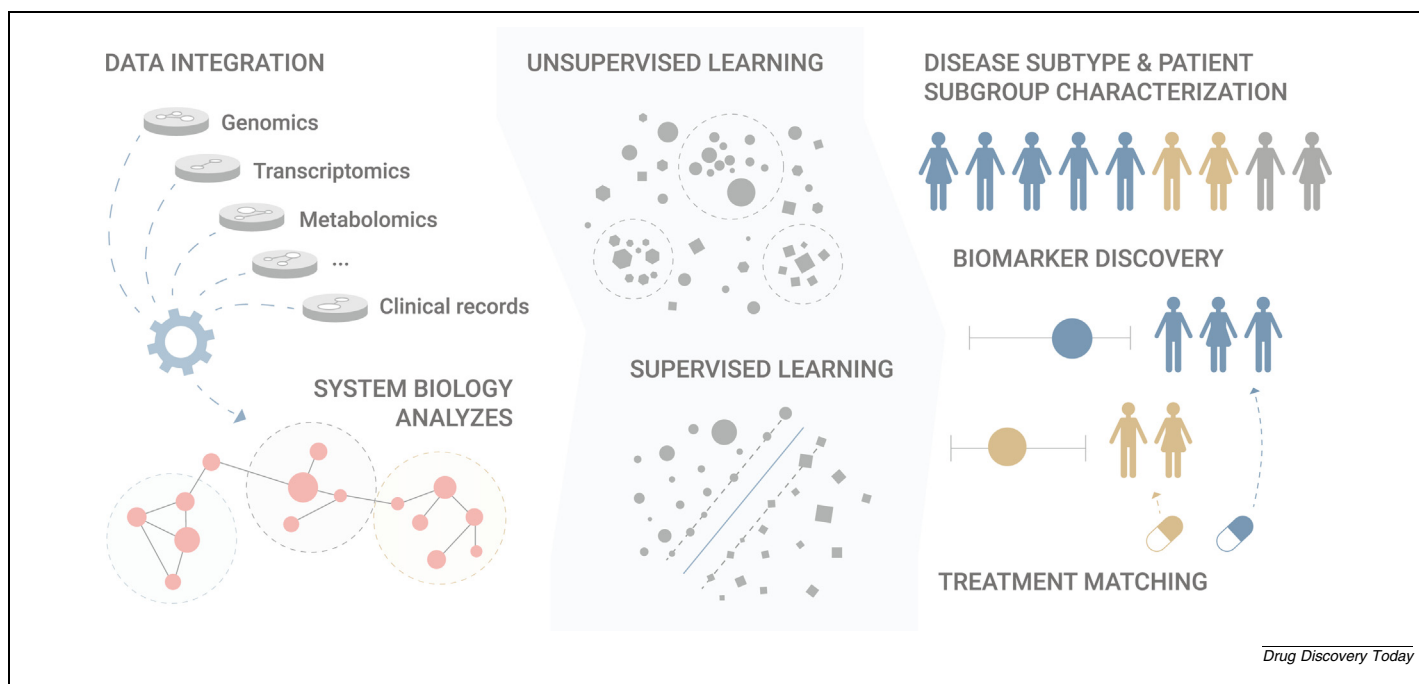 DATA INTEGRATION
Genomics
Transcriptomics
Metabolomics
...
Clinical records
SYSTEM BIOLOGY
ANALYZES
UNSUPERVISED LEARNING
SUPERVISED LEARNING
DISEASE SUBTYPE & PATIENT
SUBGROUP CHARACTERIZATION
BIOMARKER DISCOVERY
TREATMENT MATCHING
Drug Discovery Today